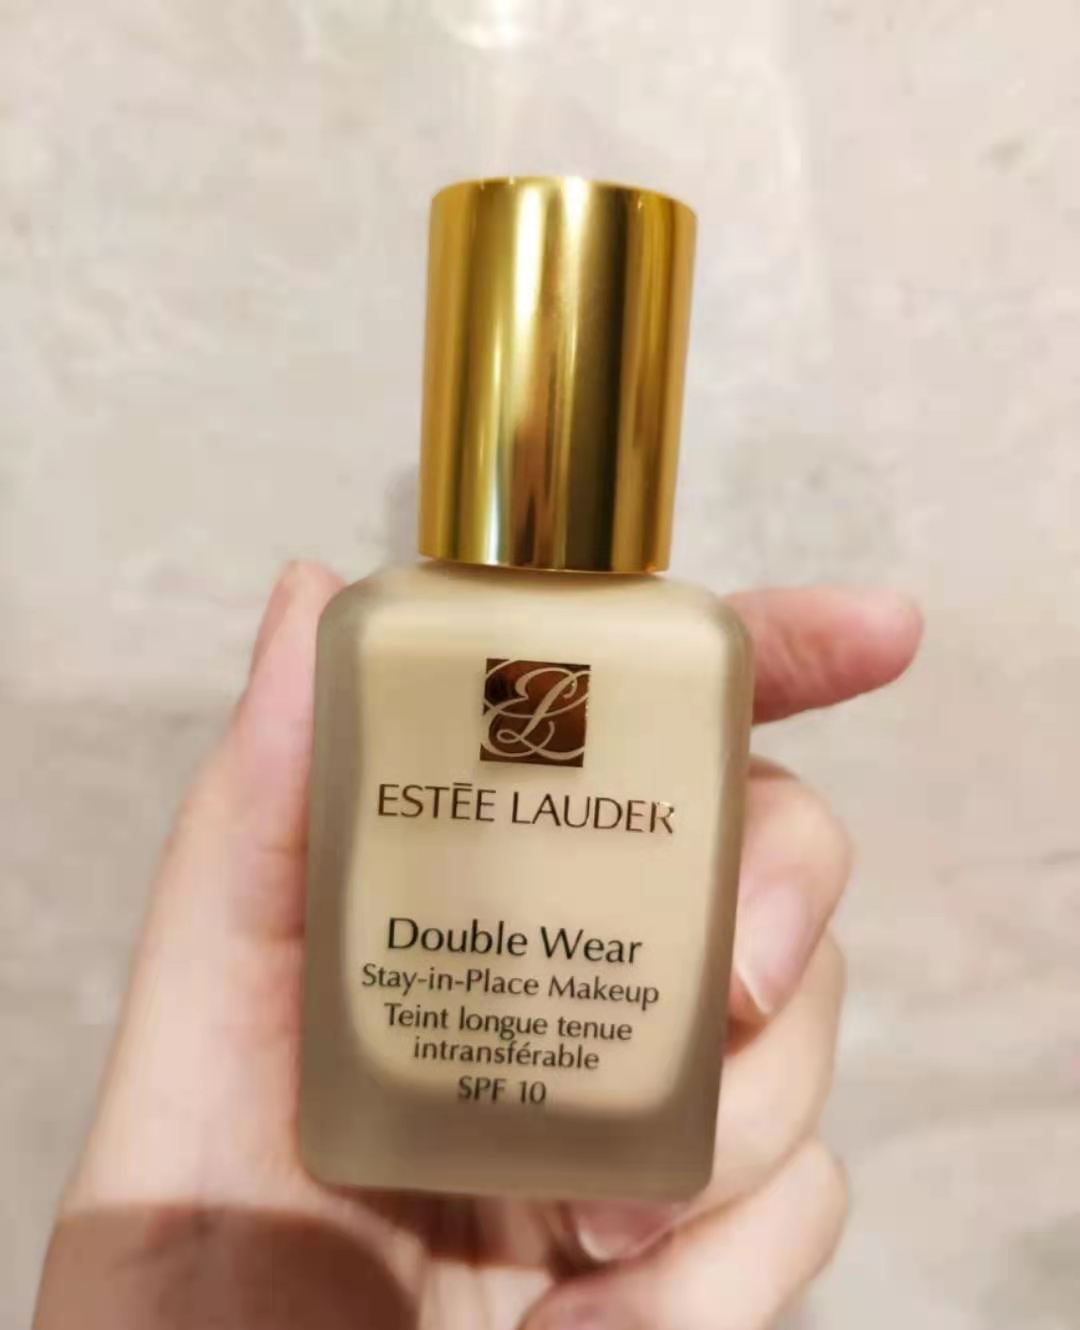 ESTĒE LAUDER
Double Wear
Stay-in-Place Makeup
Teint longue tenue
intransférable
SPF 10